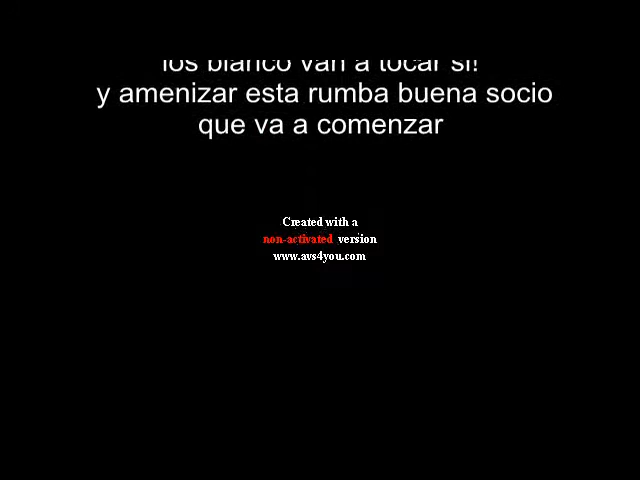 los blanco van a tocar si!
y amenizar esta rumba buena socio
que va a comenzar
Created with a
non-activated version
www.avs4you.com